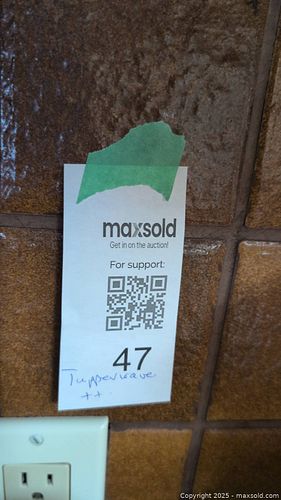 maxsold
Get in on the auction!
For support:
47
Tupperware
++.
Copyright 2025 - maxsold.com